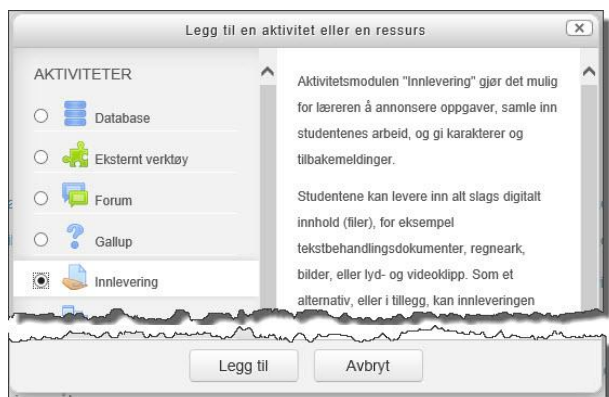 Legg til en aktivitet eller en ressurs
AKTIVITETER
Database
Eksternt verktøy
Forum
Gallup
Innlevering
Aktivitetsmodulen "Innlevering" gjør det mulig
for læreren å annonsere oppgaver, samle inn
studentenes arbeid, og gi karakterer og
tilbakemeldinger.
Studentene kan levere inn alt slags digitalt
innhold (filer), for eksempel
tekstbehandlingsdokumenter, regneark,
bilder, eller lyd- og videoklipp. Som et
alternativ, eller i tillegg, kan innleveringen
Legg til
Avbryt